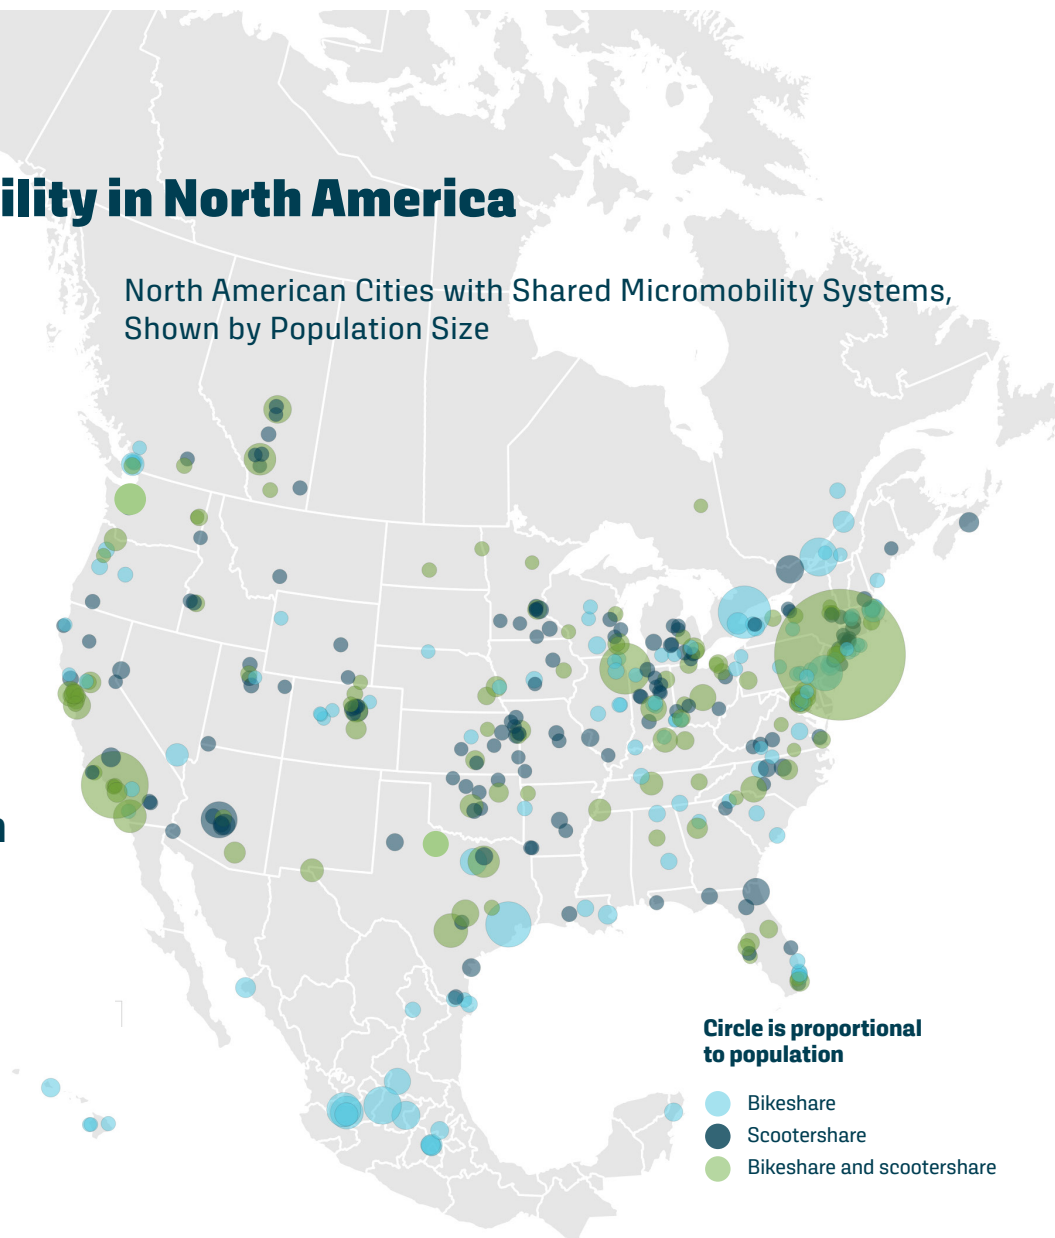 ility in North America
North American Cities with Shared Micromobility Systems,
Shown by Population Size
Circle is proportional
to population
Bikeshare
Scootershare
Bikeshare and scootershare